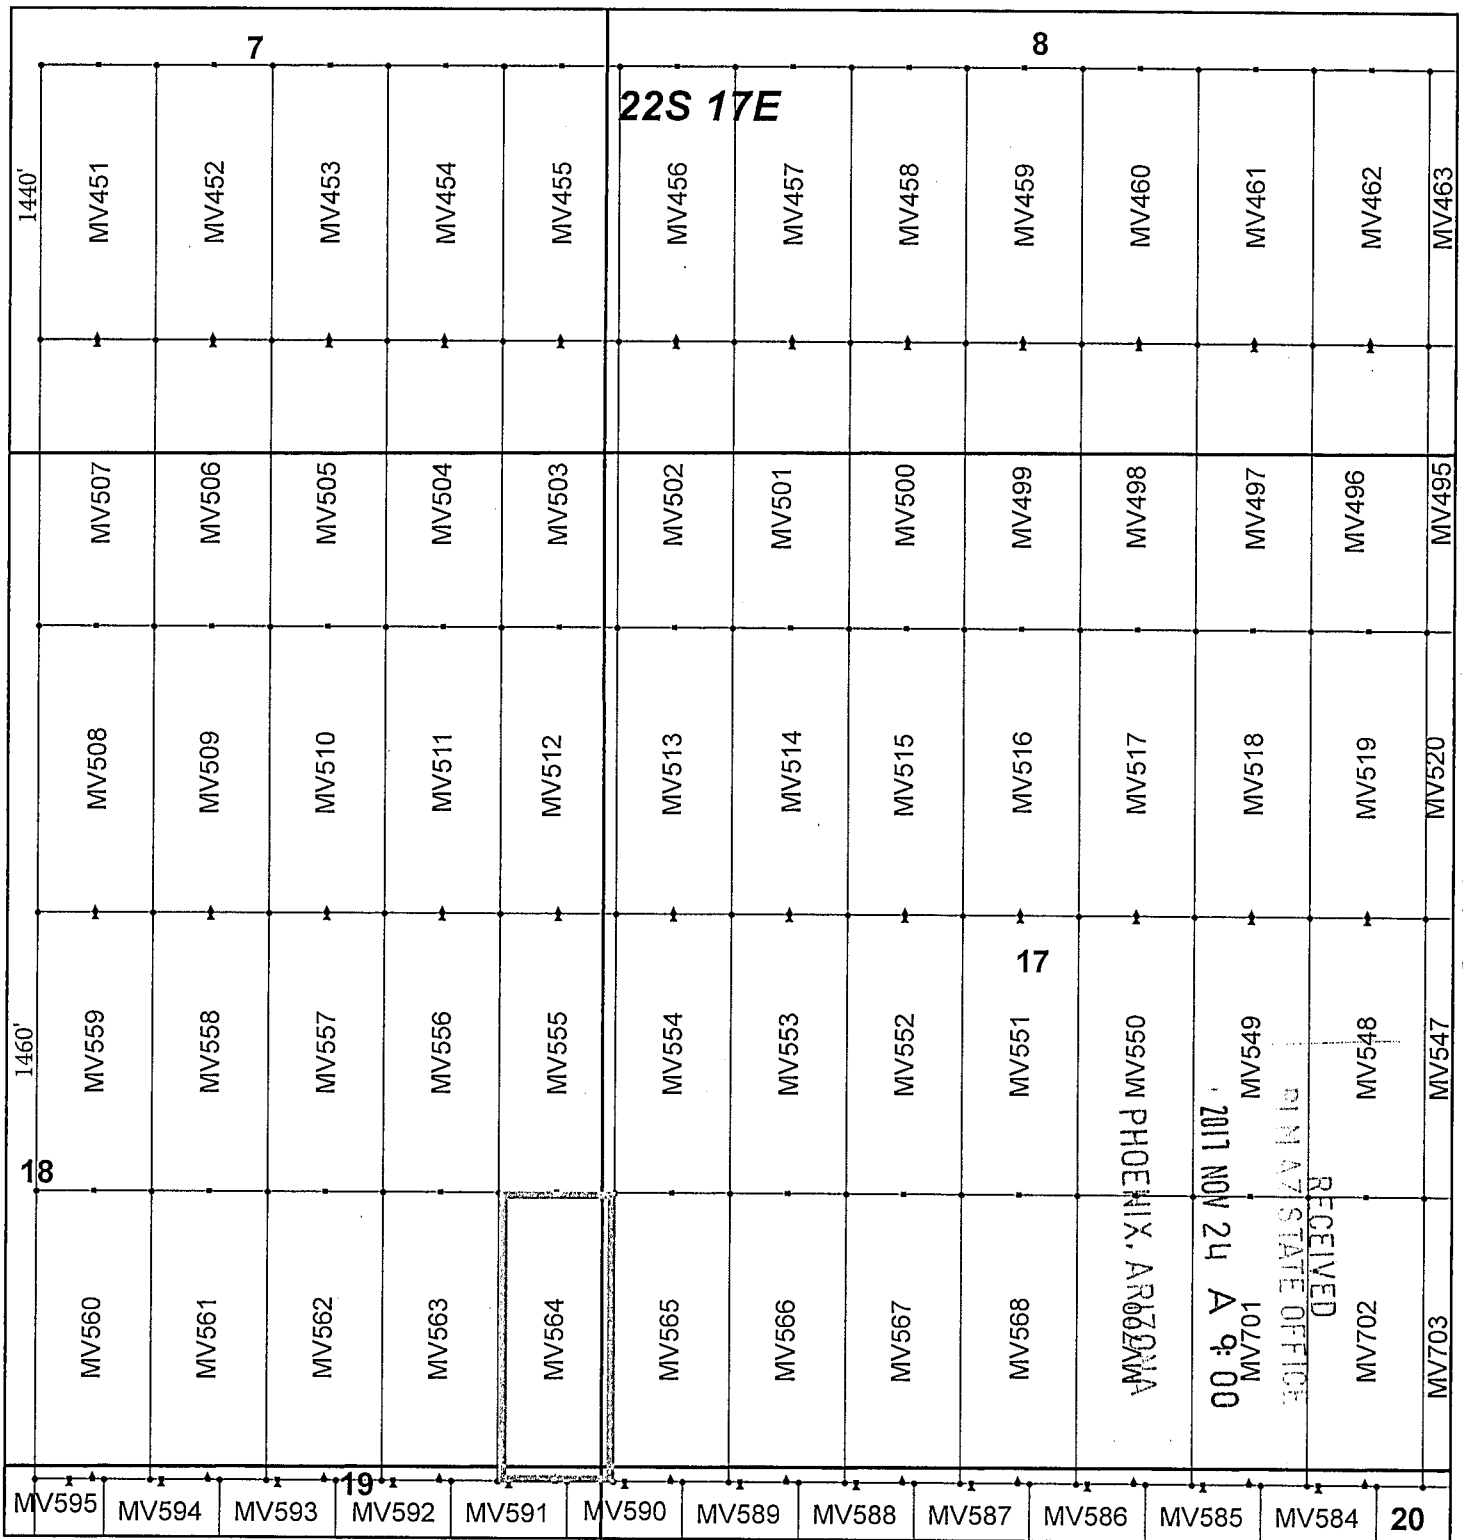 7 8
22S 17E
1440'
MV451 MV452 MV453 MV454 MV455 MV456 MV457 MV458 MV459 MV460 MV461 MV462 MV463
MV507 MV506 MV505 MV504 MV503 MV502 MV501 MV500 MV499 MV498 MV497 MV496 MV495
MV508 MV509 MV510 MV511 MV512 MV513 MV514 MV515 MV516 MV517 MV518 MV519 MV520
17
1460'
MV559 MV558 MV557 MV556 MV555 MV554 MV553 MV552 MV551 MV550 MV549 MV548 MV547
18
MV560 MV561 MV562 MV563 MV564 MV565 MV566 MV567 MV568 MV701 MV702 MV703
RECEIVED
BLM AZ STATE OFFICE
NOV 24 A 9:00
PHOENIX, ARIZONA
19
MV595 MV594 MV593 MV592 MV591 MV590 MV589 MV588 MV587 MV586 MV585 MV584 20